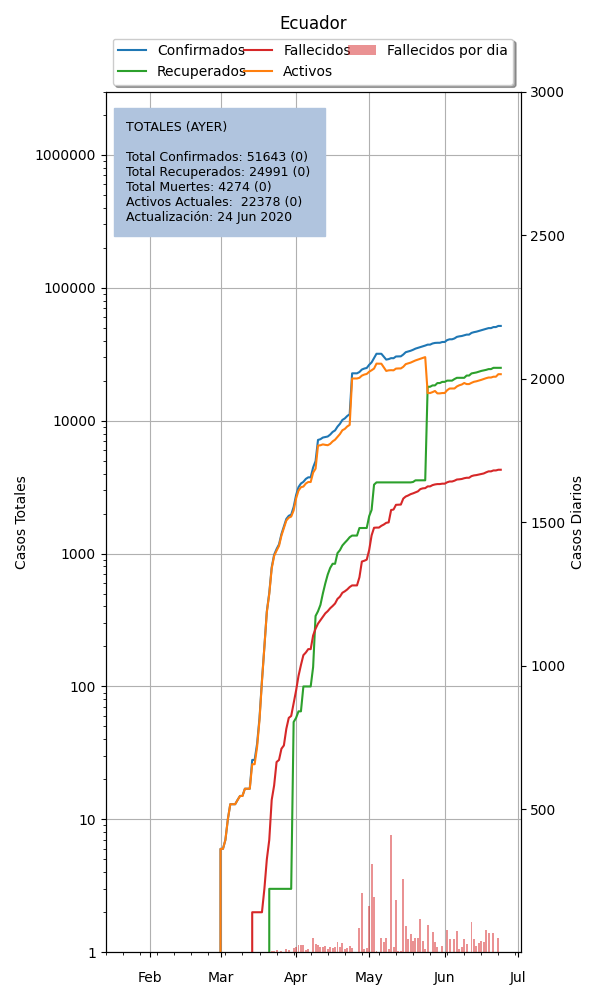 Ecuador
Confirmados
Recuperados
Fallecidos
Activos
Fallecidos por dia
TOTALES (AYER)
Total Confirmados: 51643 (0)
Total Recuperados: 24991 (0)
Total Muertes: 4274 (0)
Activos Actuales:  22378 (0)
Actualización: 24 Jun 2020
Casos Totales
1000000
100000
10000
1000
100
10
1
Casos Diarios
3000
2500
2000
1500
1000
500
Feb Mar Apr May Jun Jul